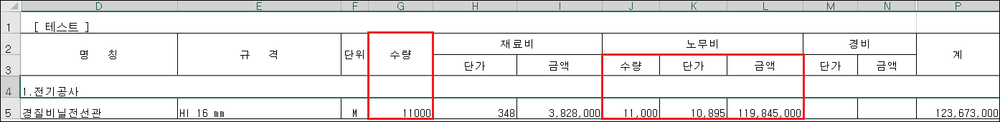 D E F G H I J K L M N P
1 [ 테스트 ]
2 명 칭 규 격 단위 수량 재료비 노무비 경비 계
3 단가 금액 수량 단가 금액 단가 금액
4 1.전기공사
5 경질비닐전선관 HI 16 mm M 11000 348 3,828,000 11,000 10,895 119,845,000 123,673,000